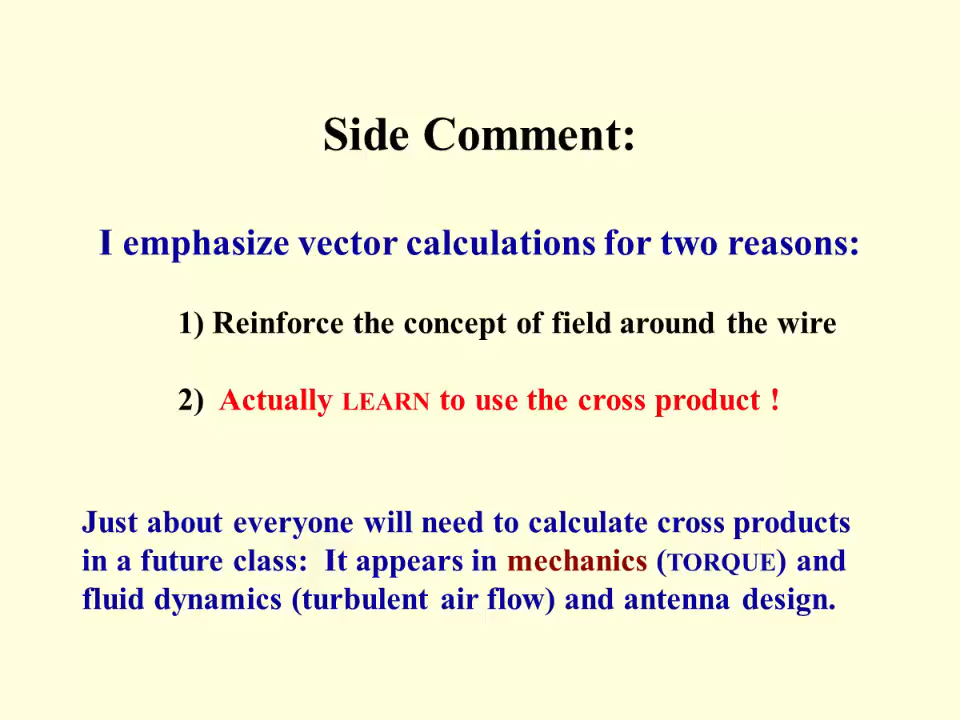 Side Comment:
I emphasize vector calculations for two reasons:
1) Reinforce the concept of field around the wire
2) Actually LEARN to use the cross product !
Just about everyone will need to calculate cross products
in a future class: It appears in mechanics (TORQUE) and
fluid dynamics (turbulent air flow) and antenna design.